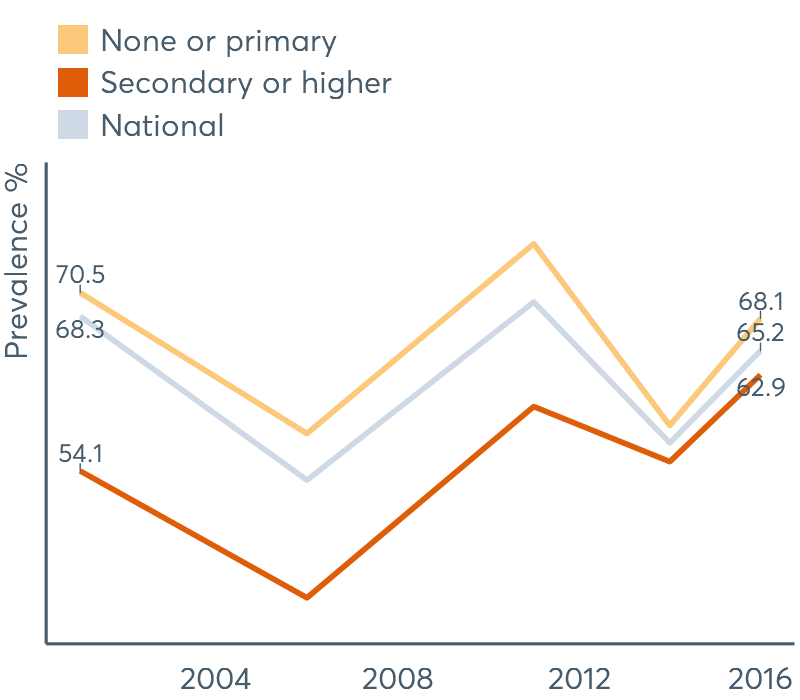 None or primary
Secondary or higher
National
Prevalence %
70.5
68.3
54.1
68.1
65.2
62.9
2004
2008
2012
2016